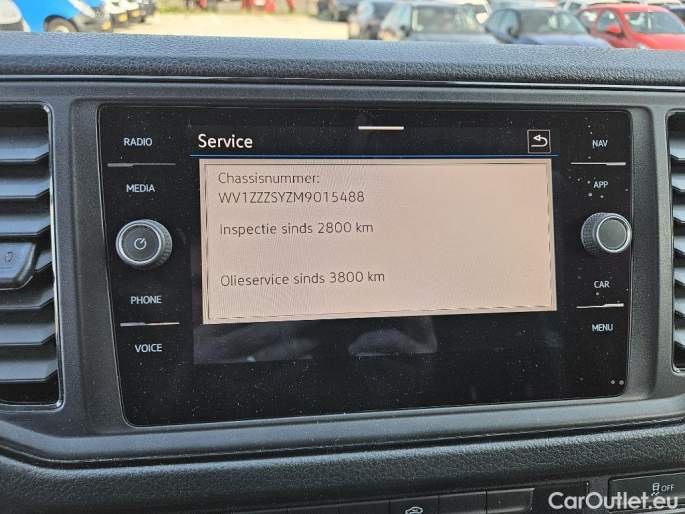 RADIO
MEDIA
PHONE
VOICE
Service
Chassisnummer:
WV1ZZZSYZM9015488
Inspectie sinds 2800 km
Olieservice sinds 3800 km
NAV
APP
CAR
MENU
OFF
CarOutlet.eu